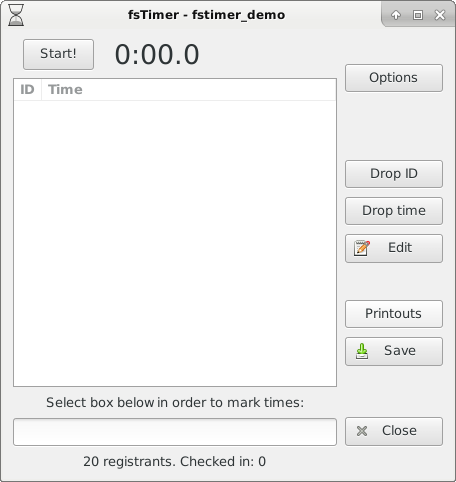 fsTimer - fstimer_demo
Start!
0:00.0
Options
ID
Time
Drop ID
Drop time
Edit
Printouts
Save
Select box below in order to mark times:
Close
20 registrants. Checked in: 0